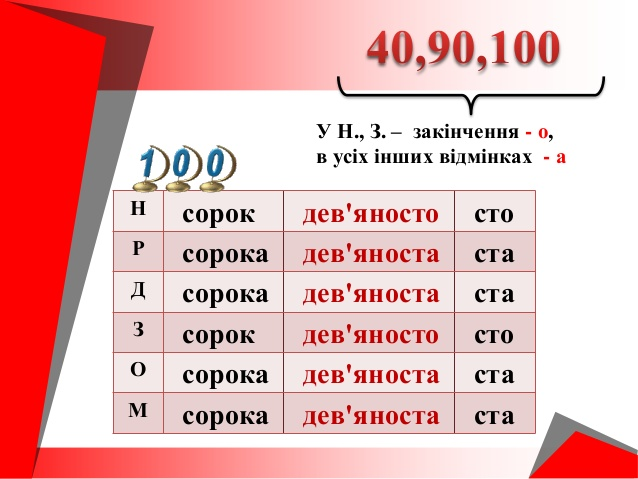 40,90,100
У Н., З. – закінчення - о,
в усіх інших відмінках - а
100
Н сорок дев'яносто сто
Р сорока дев'яноста ста
Д сорока дев'яноста ста
З сорок дев'яносто сто
О сорока дев'яноста ста
М сорока дев'яноста ста